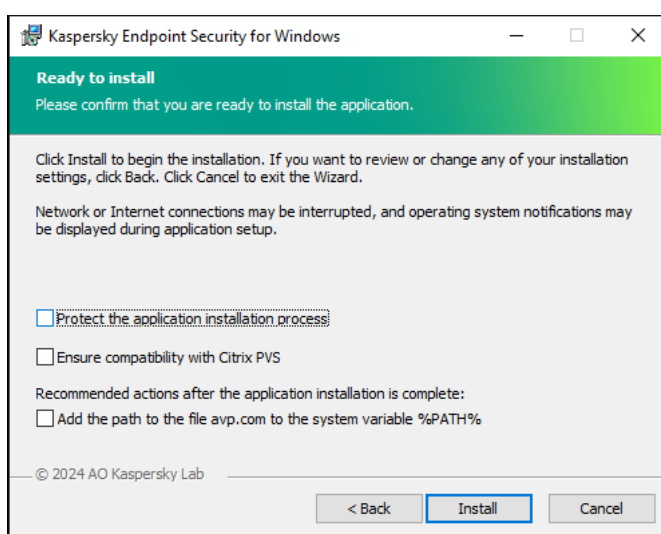 Kaspersky Endpoint Security for Windows
Ready to install
Please confirm that you are ready to install the application.
Click Install to begin the installation. If you want to review or change any of your installation
settings, click Back. Click Cancel to exit the Wizard.
Network or Internet connections may be interrupted, and operating system notifications may
be displayed during application setup.
Protect the application installation process
Ensure compatibility with Citrix PVS
Recommended actions after the application installation is complete:
Add the path to the file avp.com to the system variable %PATH%
© 2024 AO Kaspersky Lab
< Back Install Cancel